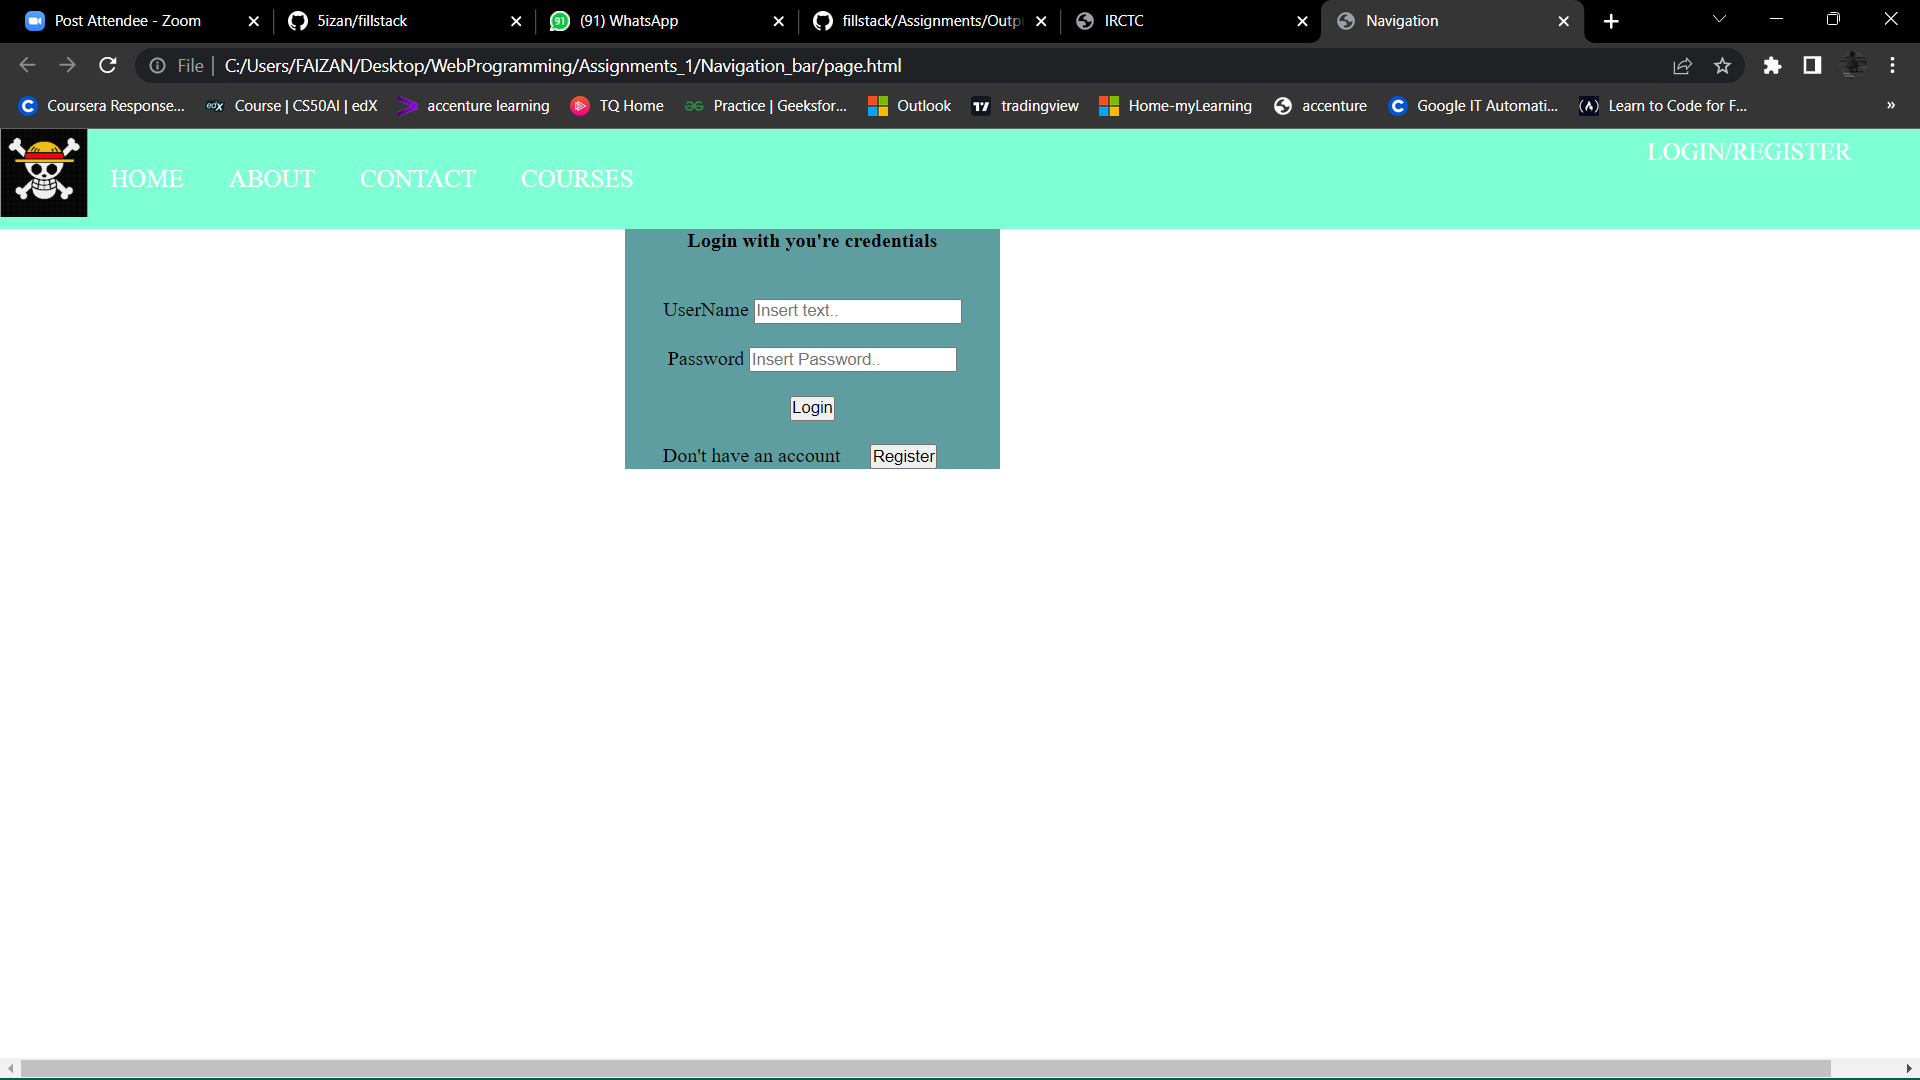 Post Attendee - Zoom
5izan/fillstack
(91) WhatsApp
fillstack/Assignments/Outp
IRCTC
Navigation
File C:/Users/FAIZAN/Desktop/WebProgramming/Assignments_1/Navigation_bar/page.html
Coursera Response... Course | CS50AI | edX accenture learning TQ Home Practice | Geeksfor... Outlook tradingview Home-myLearning accenture Google IT Automati... Learn to Code for F... »
HOME ABOUT CONTACT COURSES LOGIN/REGISTER
Login with you're credentials
UserName Insert text..
Password Insert Password..
Login
Don't have an account Register